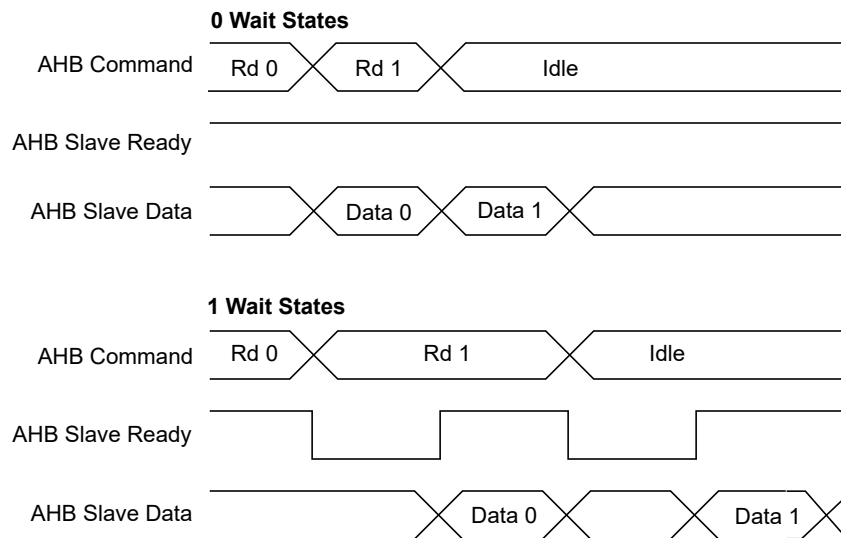 0 Wait States
AHB Command Rd 0 Rd 1 Idle
AHB Slave Ready
AHB Slave Data Data 0 Data 1
1 Wait States
AHB Command Rd 0 Rd 1 Idle
AHB Slave Ready
AHB Slave Data Data 0 Data 1